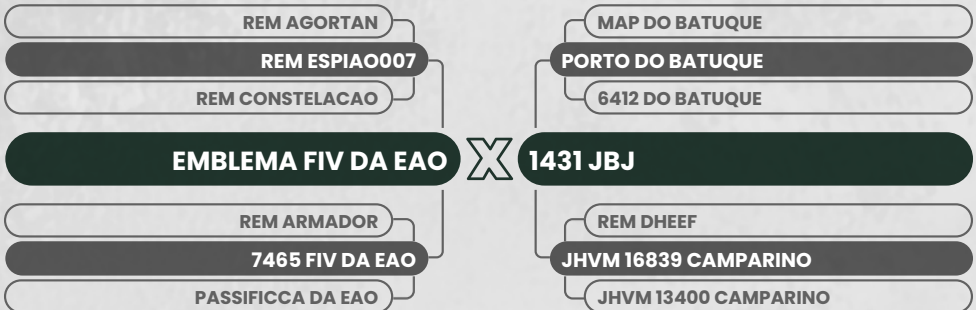 REM AGORTAN
REM ESPIAO007
REM CONSTELACAO
EMBLEMA FIV DA EAO
REM ARMADOR
7465 FIV DA EAO
PASSIFICCA DA EAO
X
MAP DO BATUQUE
PORTO DO BATUQUE
6412 DO BATUQUE
1431 JBJ
REM DHEEF
JHVM 16839 CAMPARINO
JHVM 13400 CAMPARINO